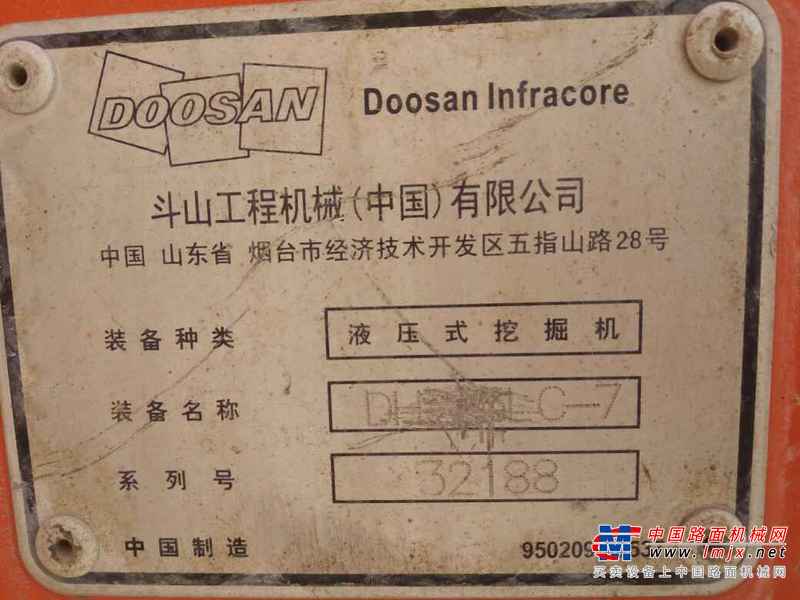 DOOSAN Doosan Infracore
斗山工程机械(中国)有限公司
中国 山东省 烟台市经济技术开发区五指山路28号
装备种类 液压式挖掘机
装备名称 LC-7
系列号 32188
中国制造
中国路面机械网
www.lmjx.net
买卖设备上中国路面机械网